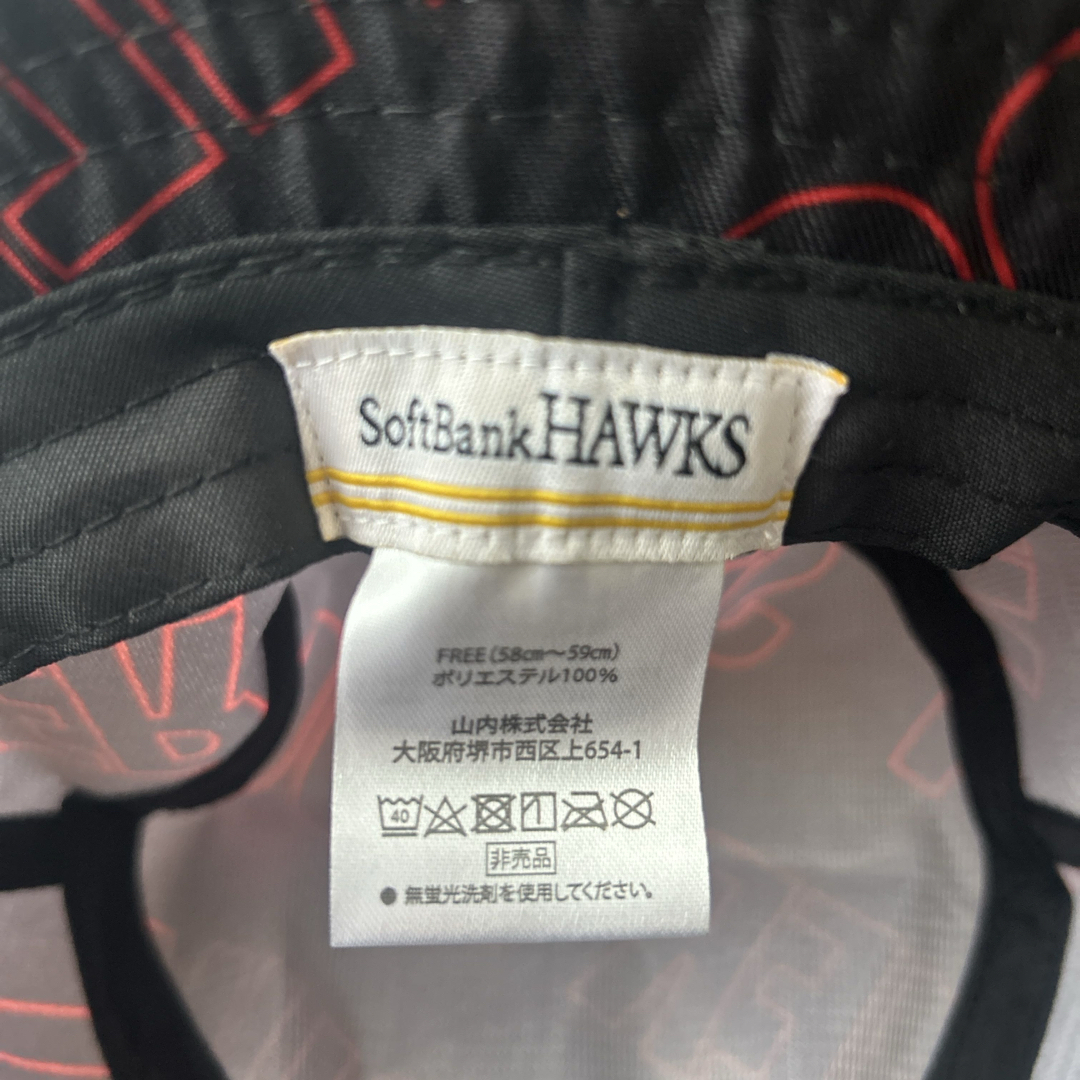 SoftBank HAWKS
FREE(58cm〜59cm)
ポリエステル100%
山内株式会社
大阪府堺市西区上654-1
40
非売品
● 無蛍光洗剤を使用してください。